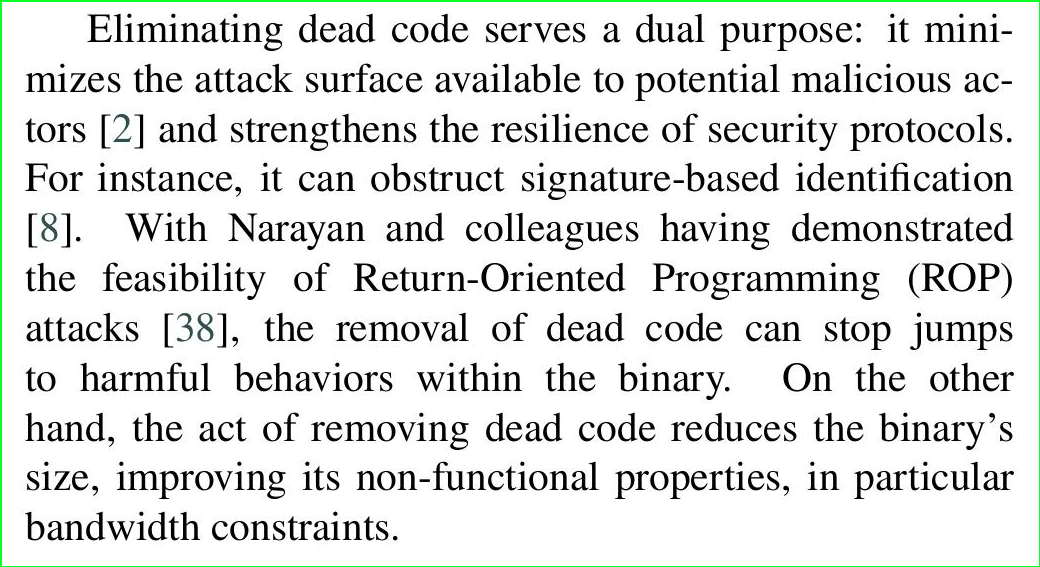 Eliminating dead code serves a dual purpose: it mini-
mizes the attack surface available to potential malicious ac-
tors [2] and strengthens the resilience of security protocols.
For instance, it can obstruct signature-based identification
[8]. With Narayan and colleagues having demonstrated
the feasibility of Return-Oriented Programming (ROP)
attacks [38], the removal of dead code can stop jumps
to harmful behaviors within the binary. On the other
hand, the act of removing dead code reduces the binary’s
size, improving its non-functional properties, in particular
bandwidth constraints.